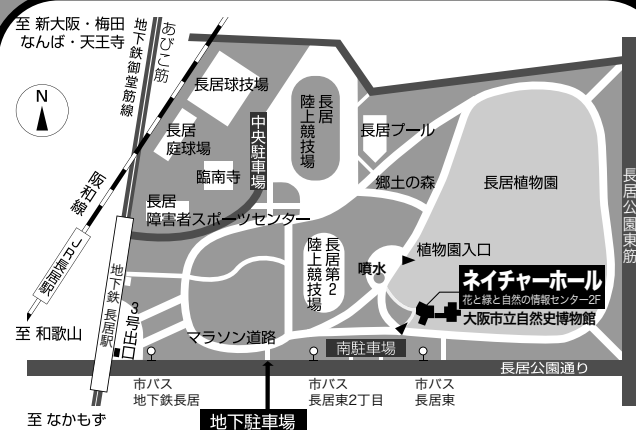 至 新大阪・梅田
なんば・天王寺
地下鉄御堂筋線
あびこ筋
N
長居球技場
長居
庭球場
臨南寺
中央駐車場
長居
陸上競技場
長居プール
郷土の森
長居植物園
長居公園東筋
阪和線
JR長居駅
長居
障害者スポーツセンター
地下鉄 長居駅
3号出口
長居第2
陸上競技場
噴水
植物園入口
ネイチャーホール
花と緑と自然の情報センター2F
大阪市立自然史博物館
至 和歌山
マラソン道路
南駐車場
長居公園通り
市バス
地下鉄長居
市バス
長居東2丁目
市バス
長居東
至 なかもず
地下駐車場